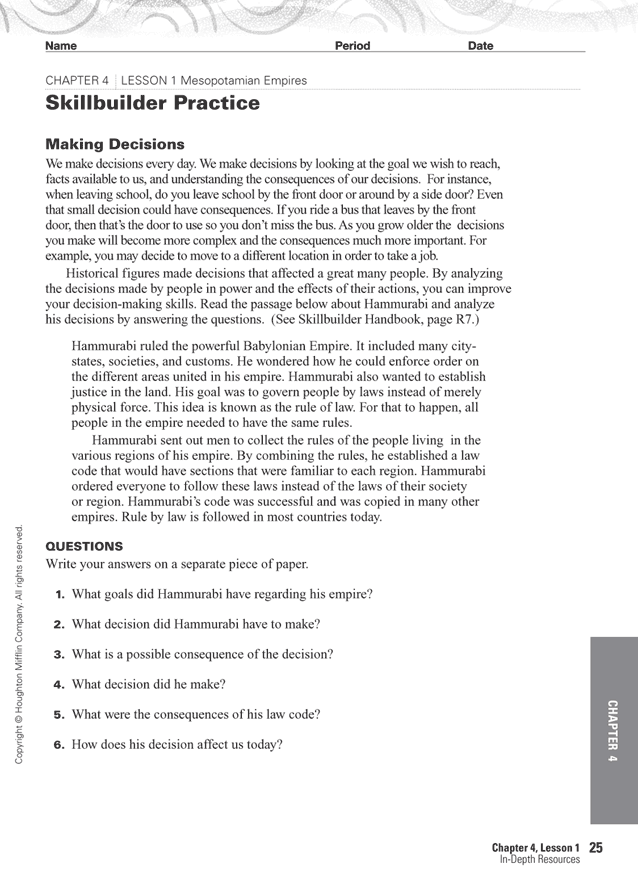 Name Period Date
CHAPTER 4 | LESSON 1 Mesopotamian Empires
Skillbuilder Practice
Making Decisions
We make decisions every day. We make decisions by looking at the goal we wish to reach,
facts available to us, and understanding the consequences of our decisions. For instance,
when leaving school, do you leave school by the front door or around by a side door? Even
that small decision could have consequences. If you ride a bus that leaves by the front
door, then that's the door to use so you don't miss the bus. As you grow older the decisions
you make will become more complex and the consequences much more important. For
example, you may decide to move to a different location in order to take a job.
Historical figures made decisions that affected a great many people. By analyzing
the decisions made by people in power and the effects of their actions, you can improve
your decision-making skills. Read the passage below about Hammurabi and analyze
his decisions by answering the questions. (See Skillbuilder Handbook, page R7.)
Hammurabi ruled the powerful Babylonian Empire. It included many city-
states, societies, and customs. He wondered how he could enforce order on
the different areas united in his empire. Hammurabi also wanted to establish
justice in the land. His goal was to govern people by laws instead of merely
physical force. This idea is known as the rule of law. For that to happen, all
people in the empire needed to have the same rules.
Hammurabi sent out men to collect the rules of the people living in the
various regions of his empire. By combining the rules, he established a law
code that would have sections that were familiar to each region. Hammurabi
ordered everyone to follow these laws instead of the laws of their society
or region. Hammurabi's code was successful and was copied in many other
empires. Rule by law is followed in most countries today.
QUESTIONS
Write your answers on a separate piece of paper.
1. What goals did Hammurabi have regarding his empire?
2. What decision did Hammurabi have to make?
3. What is a possible consequence of the decision?
4. What decision did he make?
5. What were the consequences of his law code?
6. How does his decision affect us today?
Copyright © Houghton Mifflin Company. All rights reserved.
CHAPTER 4
Chapter 4, Lesson 1 25
In-Depth Resources